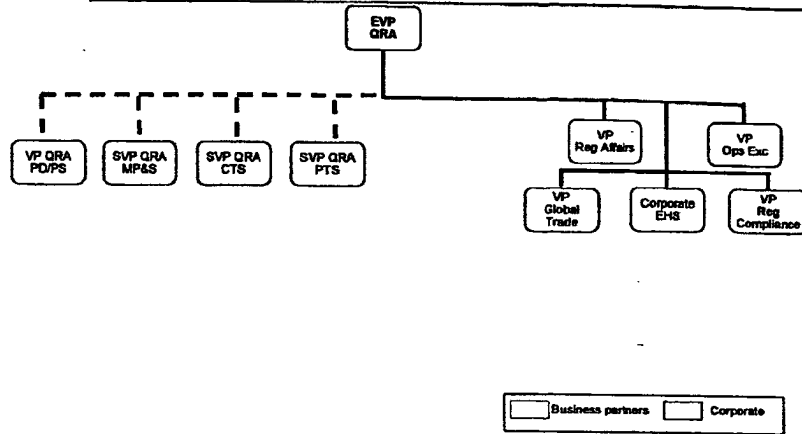 EVP
QRA
VP QRA
PD/PS
SVP QRA
MP&S
SVP QRA
CTS
SVP QRA
PTS
VP
Reg Affairs
VP
Ops Exc
VP
Global
Trade
Corporate
EHS
VP
Reg
Compliance
Business partners
Corporate